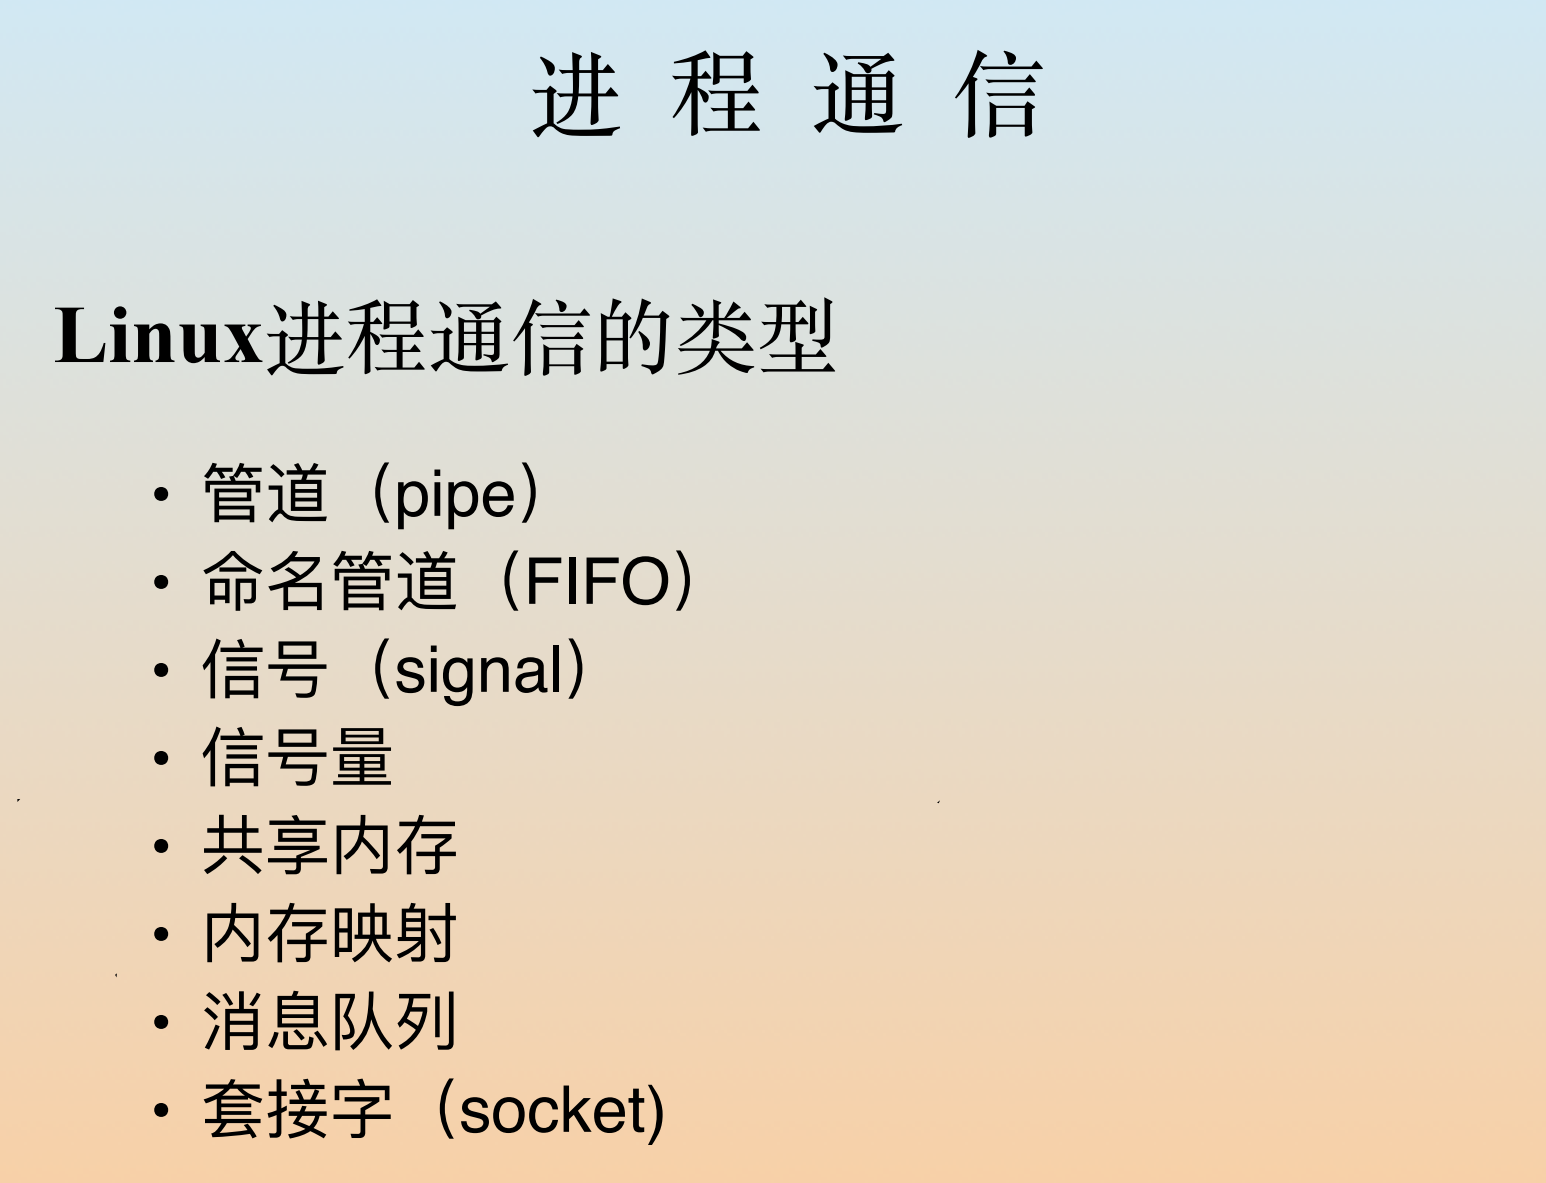 进 程 通 信
Linux进程通信的类型
• 管道（pipe）
• 命名管道（FIFO）
• 信号（signal）
• 信号量
• 共享内存
• 内存映射
• 消息队列
• 套接字（socket)